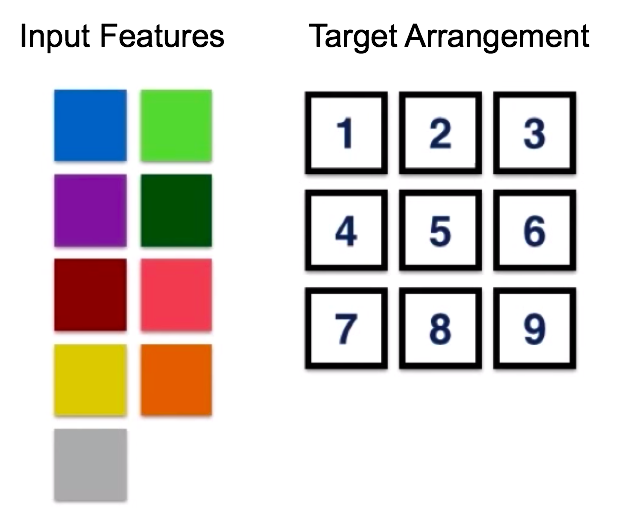 Input Features
Target Arrangement
1 2 3
4 5 6
7 8 9